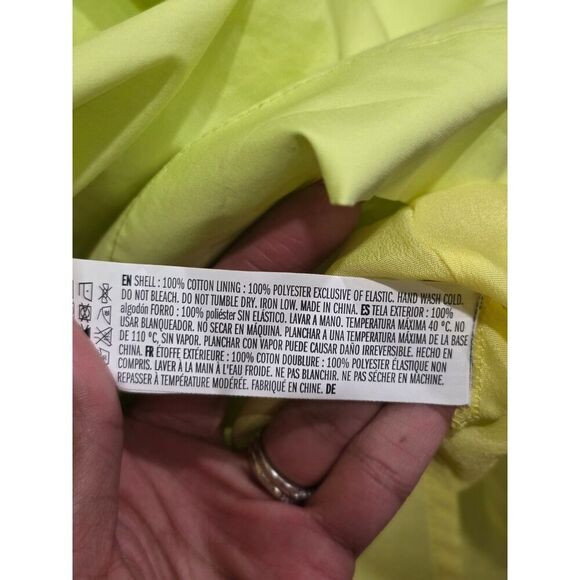 EN SHELL : 100% COTTON LINING : 100% POLYESTER EXCLUSIVE OF ELASTIC. HAND WASH COLD.
DO NOT BLEACH. DO NOT TUMBLE DRY. IRON LOW. MADE IN CHINA. ES TELA EXTERIOR : 100%
algodón FORRO : 100% poliéster SIN ELÁSTICO. LAVAR A MANO. TEMPERATURA MÁXIMA 40 °C. NO
USAR BLANQUEADOR. NO SECAR EN MÁQUINA. PLANCHAR A UNA TEMPERATURA MÁXIMA DE LA BASE
DE 110 °C, SIN VAPOR. PLANCHAR CON VAPOR PUEDE CAUSAR DAÑO IRREVERSIBLE. HECHO EN
CHINA. FR ÉTOFFE EXTÉRIEURE : 100% COTON DOUBLURE : 100% POLYESTER ÉLASTIQUE NON
COMPRIS. LAVER À LA MAIN À L'EAU FROIDE. NE PAS BLANCHIR. NE PAS SÉCHER EN MACHINE.
REPASSER À TEMPÉRATURE MODÉRÉE. FABRIQUÉ EN CHINE. DE